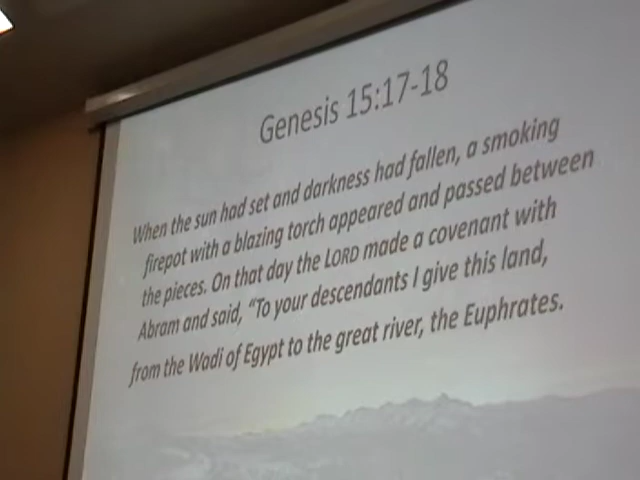 Genesis 15:17-18
When the sun had set and darkness had fallen, a smoking
firepot with a blazing torch appeared and passed between
the pieces. On that day the LORD made a covenant with
Abram and said, “To your descendants I give this land,
from the Wadi of Egypt to the great river, the Euphrates.